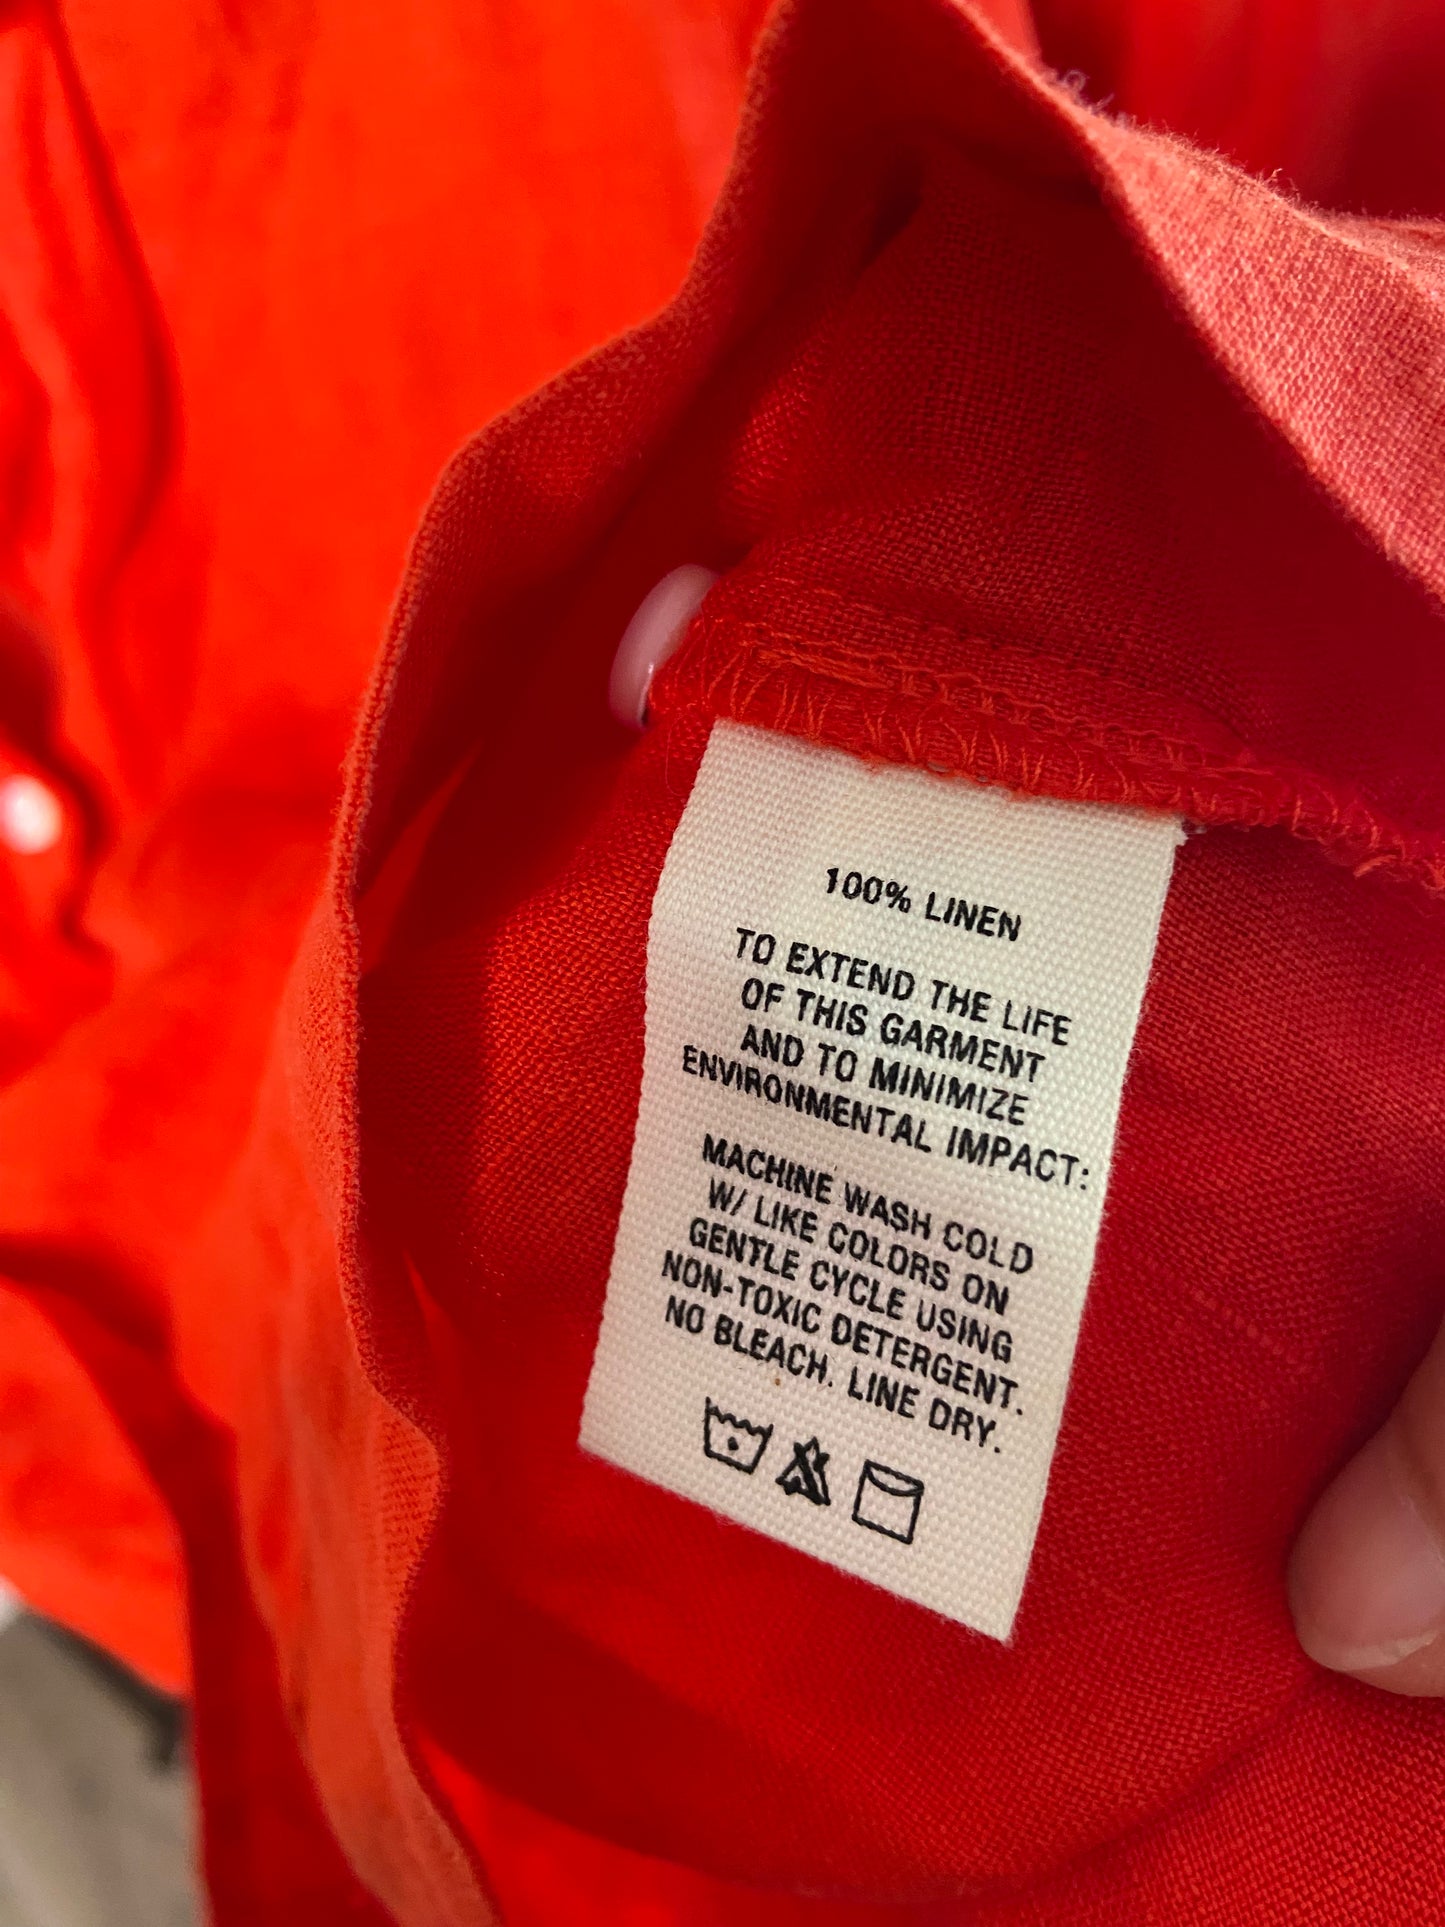 100% LINEN
TO EXTEND THE LIFE
OF THIS GARMENT
AND TO MINIMIZE
ENVIRONMENTAL IMPACT:
MACHINE WASH COLD
W/ LIKE COLORS ON
GENTLE CYCLE USING
NON-TOXIC DETERGENT.
NO BLEACH. LINE DRY.